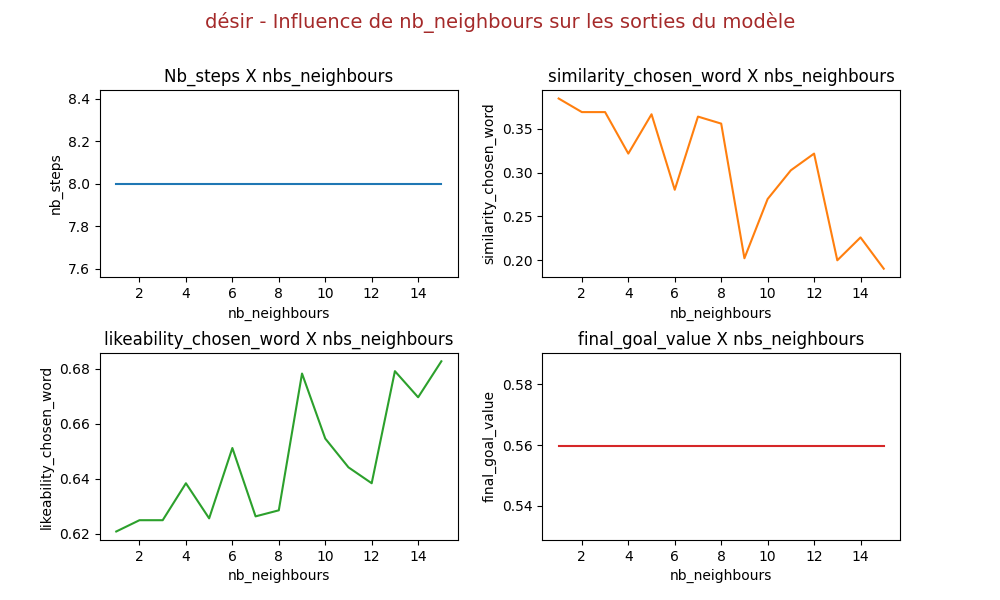 désir - Influence de nb_neighbours sur les sorties du modèle
Nb_steps X nbs_neighbour
nb_steps
8.4
8.2
8.0
7.8
7.6
2 4 6 8 10 12 14
nb_neighbours
similarity_chosen_word X nbs_neighbours
similarity_chosen_word
0.35
0.30
0.25
0.20
2 4 6 8 10 12 14
nb_neighbours
likeability_chosen_word X nbs_neighbours
likeability_chosen_word
0.68
0.66
0.64
0.62
2 4 6 8 10 12 14
nb_neighbours
final_goal_value X nbs_neighbours
final_goal_value
0.58
0.56
0.54
2 4 6 8 10 12 14
nb_neighbours